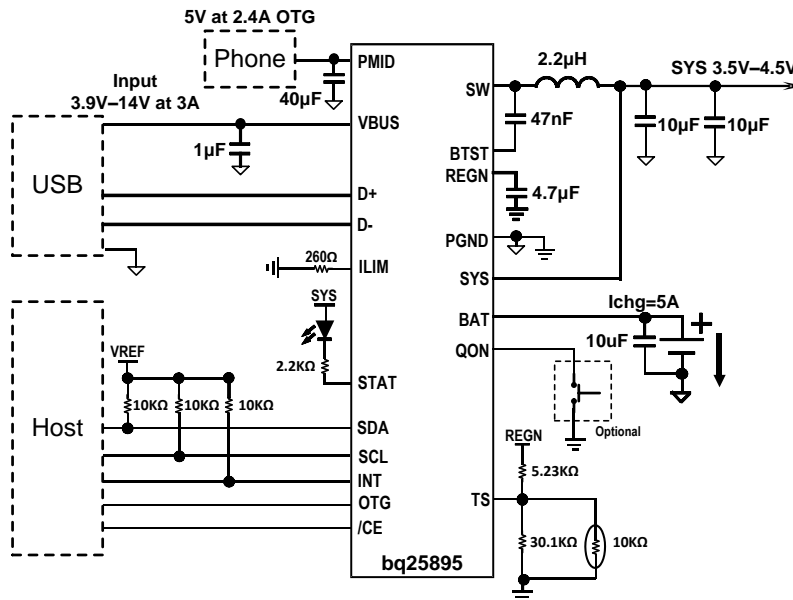 5V at 2.4A OTG
Phone
PMID
40µF
Input
3.9V–14V at 3A
VBUS
1µF
USB
D+
D-
260Ω
ILIM
SYS
2.2KΩ
STAT
VREF
10KΩ
10KΩ
10KΩ
Host
SDA
SCL
INT
OTG
/CE
bq25895
2.2µH
SYS 3.5V–4.5V
SW
47nF
10µF
10µF
BTST
REGN
4.7µF
PGND
SYS
Ichg=5A
BAT
+
10uF
QON
Optional
REGN
5.23KΩ
TS
30.1KΩ
10KΩ